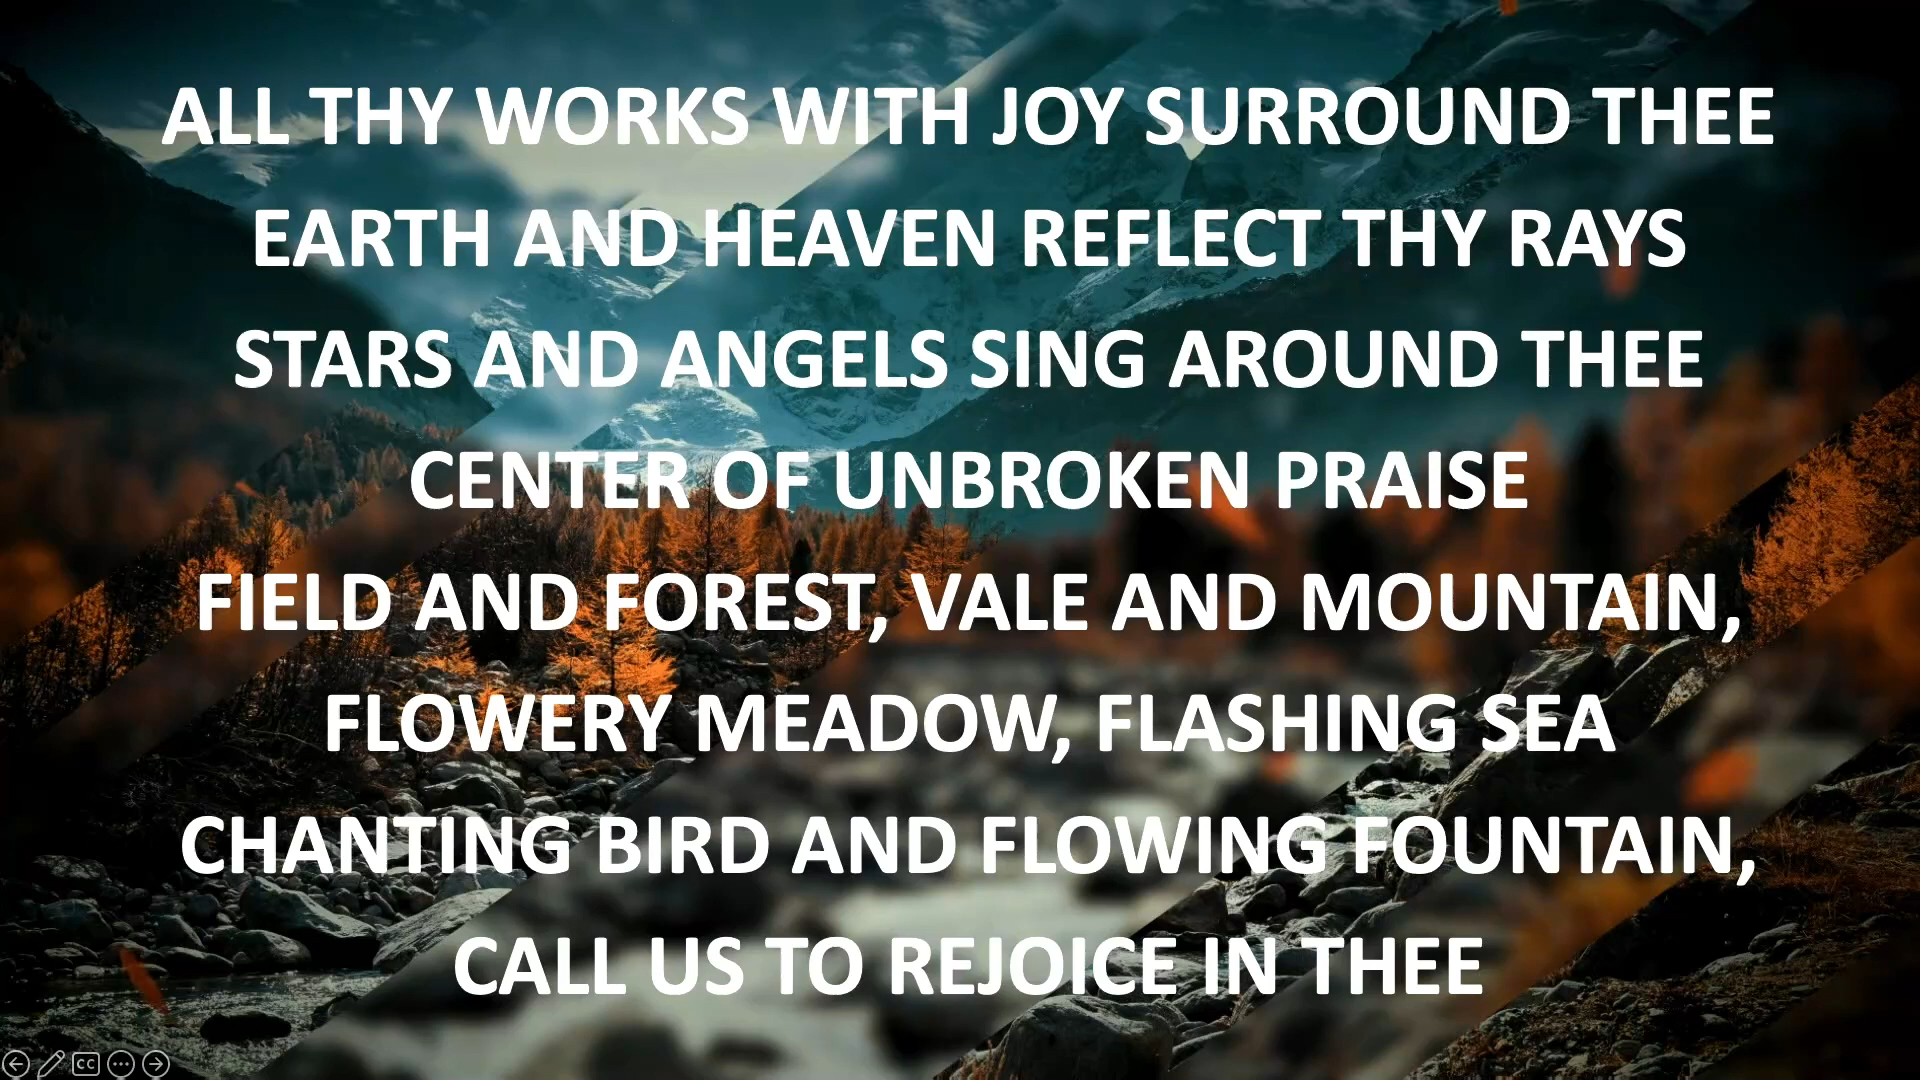 ALL THY WORKS WITH JOY SURROUND THEE
EARTH AND HEAVEN REFLECT THY RAYS
STARS AND ANGELS SING AROUND THEE
CENTER OF UNBROKEN PRAISE
FIELD AND FOREST, VALE AND MOUNTAIN,
FLOWERY MEADOW, FLASHING SEA
CHANTING BIRD AND FLOWING FOUNTAIN,
CALL US TO REJOICE IN THEE
CC